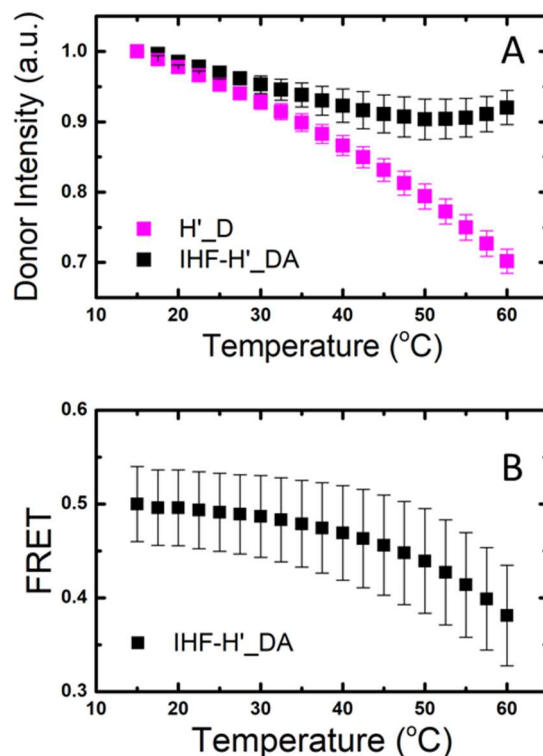 A
Donor Intensity (a.u.)
1.0
0.9
0.8
0.7
H'_D
IHF-H'_DA
10 20 30 40 50 60
Temperature (°C)
B
FRET
0.6
0.5
0.4
0.3
IHF-H'_DA
10 20 30 40 50 60
Temperature (°C)